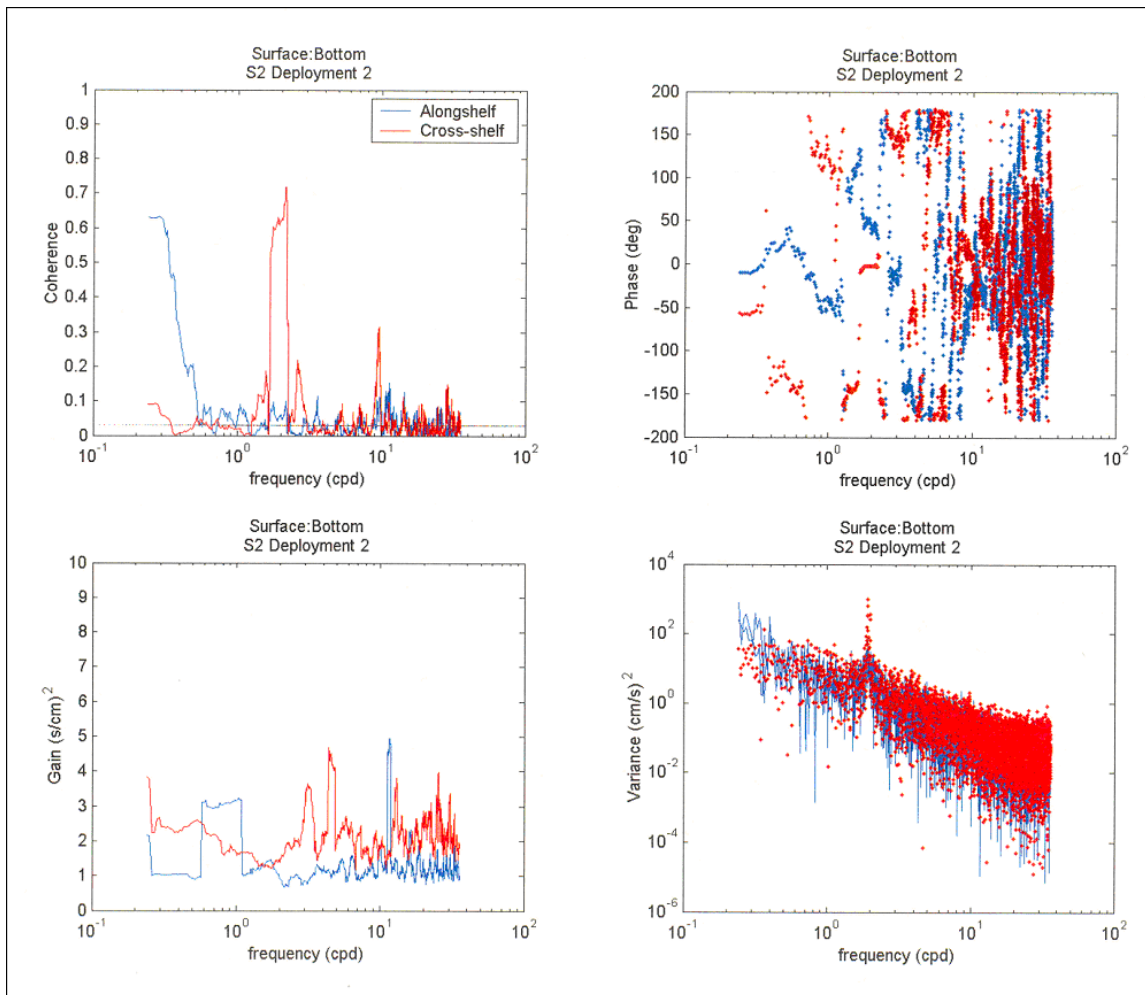 Surface:Bottom
S2 Deployment 2
1
0.9
0.8
0.7
0.6
0.5
0.4
0.3
0.2
0.1
0
Coherence
Alongshelf
Cross-shelf
10^-1
10^0
10^1
10^2
frequency (cpd)
Surface:Bottom
S2 Deployment 2
200
150
100
50
0
-50
-100
-150
-200
Phase (deg)
10^-1
10^0
10^1
10^2
frequency (cpd)
Surface:Bottom
S2 Deployment 2
10
9
8
7
6
5
4
3
2
1
0
Gain (s/cm)^2
10^-1
10^0
10^1
10^2
frequency (cpd)
Surface:Bottom
S2 Deployment 2
10^4
10^2
10^0
10^-2
10^-4
10^-6
Variance (cm/s)^2
10^-1
10^0
10^1
10^2
frequency (cpd)